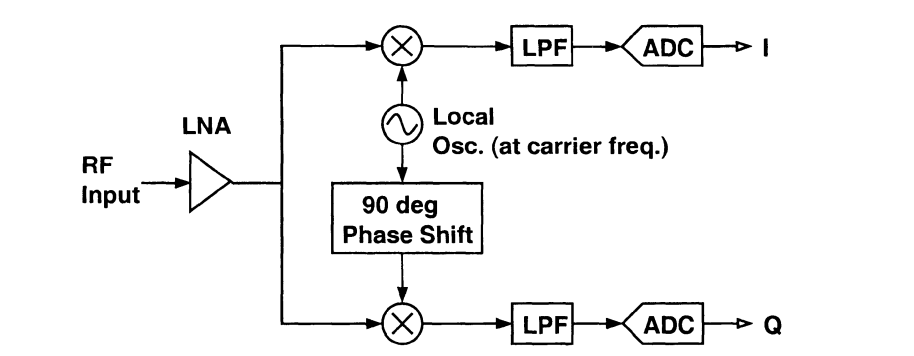 LPF
ADC
I
Local
Osc. (at carrier freq.)
LNA
RF
Input
90 deg
Phase Shift
LPF
ADC
Q